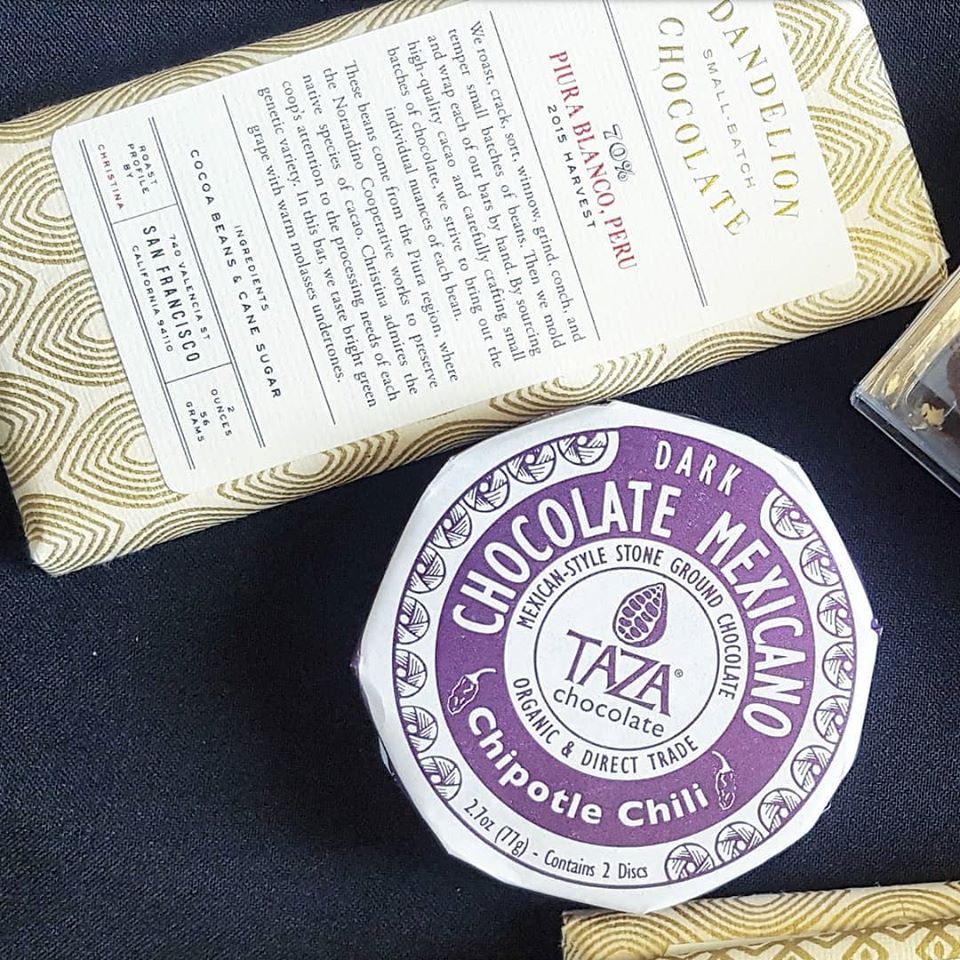 DANDELION
SMALL-BATCH
CHOCOLATE
70%
PIURA BLANCO, PERU
2015 HARVEST
We roast, crack, sort, winnow, grind, conch, and
temper small batches of beans. Then we mold
and wrap each of our bars by hand. By sourcing
high-quality cacao and carefully crafting small
batches of chocolate, we strive to bring out the
individual nuances of each bean.
These beans come from the Piura region, where
the Norandino Cooperative works to preserve
native species of cacao. Christina admires the
coop's attention to the processing needs of each
genetic variety. In this bar, we taste bright green
grape with warm molasses undertones.
INGREDIENTS
COCOA BEANS & CANE SUGAR
ROAST
PROFILE
BY
CHRISTINA
740 VALENCIA ST
SAN FRANCISCO
CALIFORNIA 94110
2
OUNCES
56
GRAMS
DARK
CHOCOLATE MEXICANO
MEXICAN-STYLE STONE GROUND CHOCOLATE
TAZA®
chocolate
ORGANIC & DIRECT TRADE
Chipotle Chili
2.7oz (77g) - Contains 2 Discs